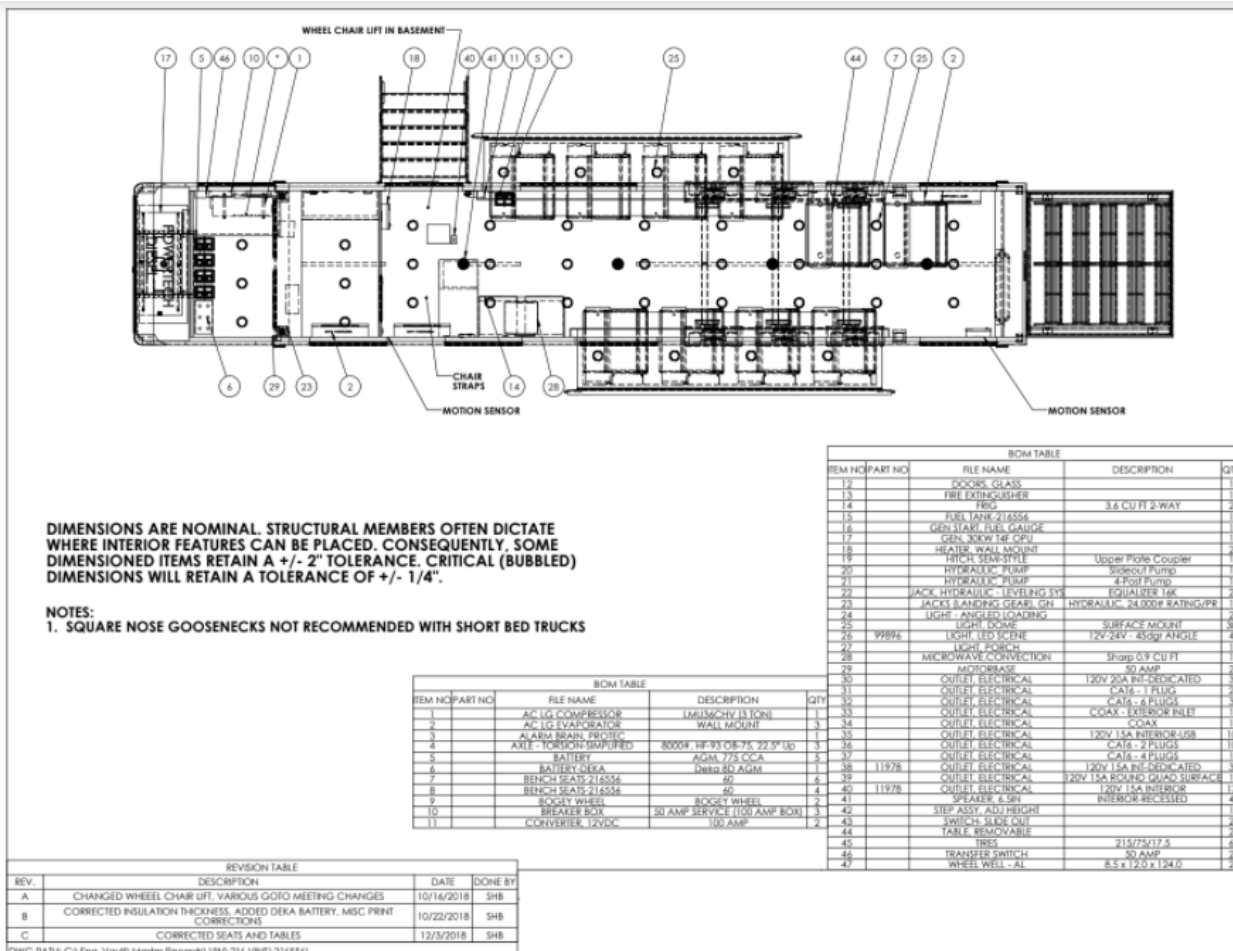 WHEEL CHAIR LIFT IN BASEMENT
17 5 46 10 * 1 18 40 41 11 5 * 25 44 7 25 2
6 29 23 2 14 28
CHAIR
STRAPS
MOTION SENSOR
MOTION SENSOR
DIMENSIONS ARE NOMINAL. STRUCTURAL MEMBERS OFTEN DICTATE
WHERE INTERIOR FEATURES CAN BE PLACED. CONSEQUENTLY, SOME
DIMENSIONED ITEMS RETAIN A +/- 2" TOLERANCE. CRITICAL (BUBBLED)
DIMENSIONS WILL RETAIN A TOLERANCE OF +/- 1/4".
NOTES:
1. SQUARE NOSE GOOSENECKS NOT RECOMMENDED WITH SHORT BED TRUCKS
BOM TABLE
ITEM NO PART NO FILE NAME DESCRIPTION QTY
1 AC LG COMPRESSOR LMU36CHV (3 TON) 1
2 AC LG EVAPORATOR WALL MOUNT 3
3 ALARM BRAIN, PROTEC 1
4 AXLE - TORSION-SIMPLIFIED 8000#, HF-93 OB-75, 22.5° Up 3
5 BATTERY AGM, 775 CCA 5
6 BATTERY-DEKA Deka 8D AGM 1
7 BENCH SEATS-216556 60 6
8 BENCH SEATS-216556 60 4
9 BOGEY WHEEL BOGEY WHEEL 2
10 BREAKER BOX 50 AMP SERVICE (100 AMP BOX) 3
11 CONVERTER, 12VDC 100 AMP 2
BOM TABLE
ITEM NO PART NO FILE NAME DESCRIPTION
12 DOORS, GLASS
13 FIRE EXTINGUISHER
14 FRIG 3.6 CU FT 2-WAY
15 FUEL TANK-216556
16 GEN START, FUEL GAUGE
17 GEN, 30KW T4F OPU
18 HEATER, WALL MOUNT
19 HITCH, SEMI-STYLE Upper Plate Coupler
20 HYDRAULIC_PUMP Slideout Pump
21 HYDRAULIC_PUMP 4-Post Pump
22 JACK, HYDRAULIC - LEVELING SYS EQUALIZER 16K
23 JACKS (LANDING GEAR), GN HYDRAULIC, 24,000# RATING/PR
24 LIGHT - ANGLED LOADING
25 LIGHT, DOME SURFACE MOUNT
26 99896 LIGHT, LED SCENE 12V-24V - 45dgr ANGLE
27 LIGHT, PORCH
28 MICROWAVE,CONVECTION Sharp 0.9 CU FT
29 MOTORBASE 50 AMP
30 OUTLET, ELECTRICAL 120V 20A INT-DEDICATED
31 OUTLET, ELECTRICAL CAT6 - 1 PLUG
32 OUTLET, ELECTRICAL CAT6 - 6 PLUGS
33 OUTLET, ELECTRICAL COAX - EXTERIOR INLET
34 OUTLET, ELECTRICAL COAX
35 OUTLET, ELECTRICAL 120V 15A INTERIOR-USB
36 OUTLET, ELECTRICAL CAT6 - 2 PLUGS
37 OUTLET, ELECTRICAL CAT6 - 4 PLUGS
38 11978 OUTLET, ELECTRICAL 120V 15A INT-DEDICATED
39 OUTLET, ELECTRICAL 120V 15A ROUND QUAD SURFACE
40 11978 OUTLET, ELECTRICAL 120V 15A INTERIOR
41 SPEAKER, 6.5IN INTERIOR-RECESSED
42 STEP ASSY, ADJ HEIGHT
43 SWITCH- SLIDE OUT
44 TABLE, REMOVABLE
45 TIRES 215/75/17.5
46 TRANSFER SWITCH 50 AMP
47 WHEEL WELL - AL 8.5 x 12.0 x 124.0
REVISION TABLE
REV. DESCRIPTION DATE DONE BY
A CHANGED WHEEEL CHAIR LIFT, VARIOUS GOTO MEETING CHANGES 10/16/2018 SHB
B CORRECTED INSULATION THICKNESS, ADDED DEKA BATTERY, MISC PRINT
CORRECTIONS 10/22/2018 SHB
C CORRECTED SEATS AND TABLES 12/3/2018 SHB